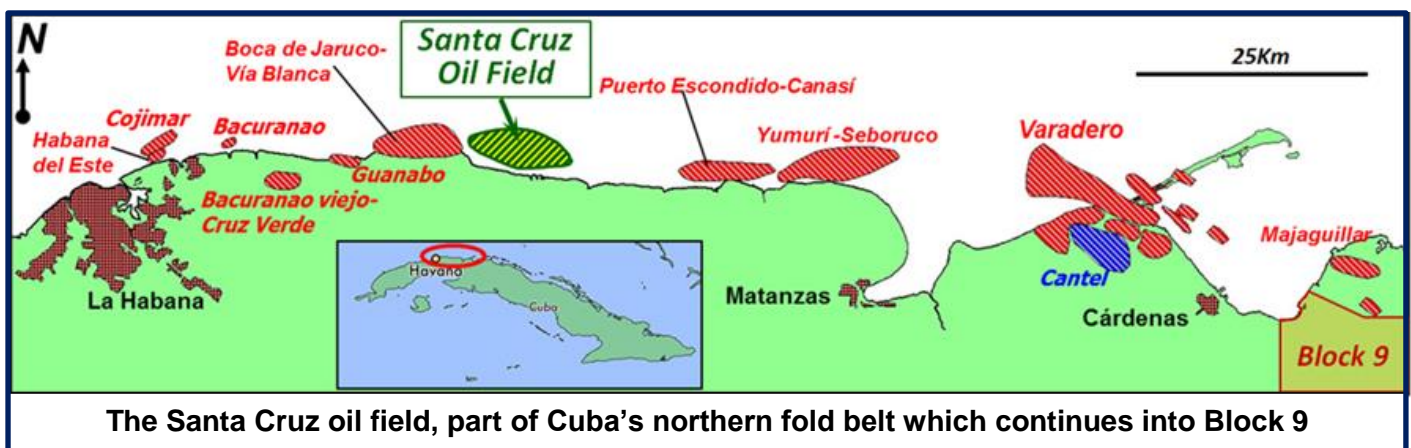 N
Boca de Jaruco-
Vía Blanca
Santa Cruz
Oil Field
25Km
Puerto Escondido-Canasí
Cojimar
Bacuranao
Yumurí -Seboruco
Varadero
Habana
del Este
Guanabo
Bacuranao viejo-
Cruz Verde
Majaguillar
Cantel
La Habana
Havana
Cuba
Matanzas
Cárdenas
Block 9
The Santa Cruz oil field, part of Cuba’s northern fold belt which continues into Block 9